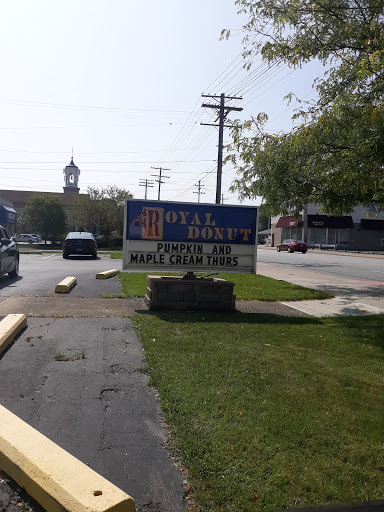 ROYAL
DONUT
PUMPKIN AND
MAPLE CREAM THURS